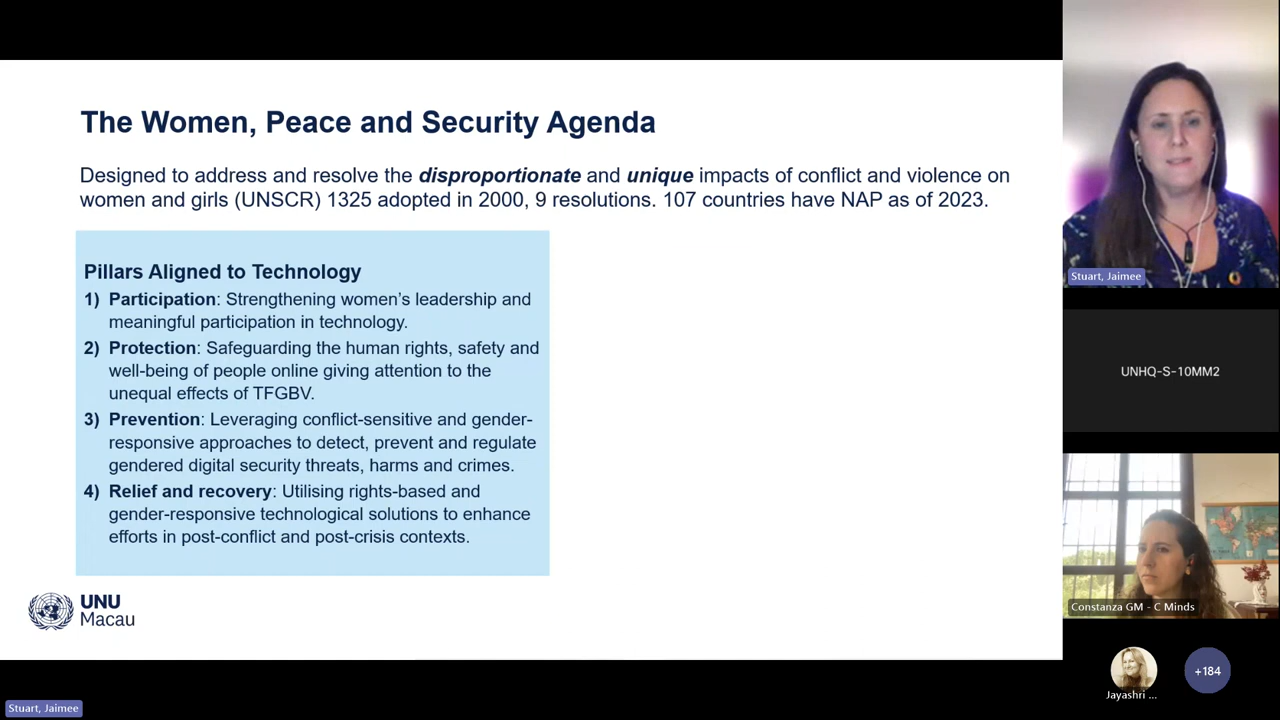 The Women, Peace and Security Agenda
Designed to address and resolve the disproportionate and unique impacts of conflict and violence on
women and girls (UNSCR) 1325 adopted in 2000, 9 resolutions. 107 countries have NAP as of 2023.
Pillars Aligned to Technology
1) Participation: Strengthening women’s leadership and
meaningful participation in technology.
2) Protection: Safeguarding the human rights, safety and
well-being of people online giving attention to the
unequal effects of TFGBV.
3) Prevention: Leveraging conflict-sensitive and gender-
responsive approaches to detect, prevent and regulate
gendered digital security threats, harms and crimes.
4) Relief and recovery: Utilising rights-based and
gender-responsive technological solutions to enhance
efforts in post-conflict and post-crisis contexts.
UNU
Macau
Stuart, Jaimee
Stuart, Jaimee
UNHQ-S-10MM2
Constanza GM - C Minds
Jayashri ...
+184